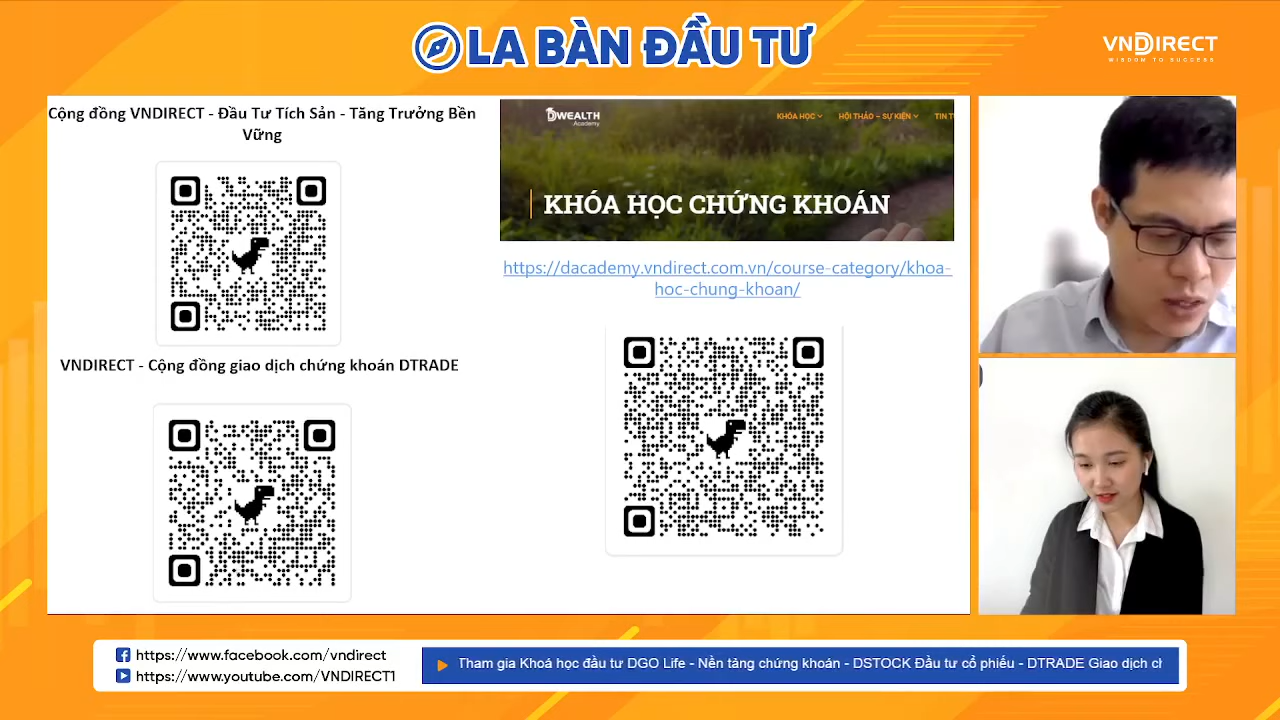 LA BÀN ĐẦU TƯ
VNDIRECT
WISDOM TO SUCCESS
Cộng đồng VNDIRECT - Đầu Tư Tích Sản - Tăng Trưởng Bền
Vững
VNDIRECT - Cộng đồng giao dịch chứng khoán DTRADE
DWEALTH
.Academy
KHÓA HỌC
HỘI THẢO – SỰ KIỆN
TIN
KHÓA HỌC CHỨNG KHOÁN
https://dacademy.vndirect.com.vn/course-category/khoa-
hoc-chung-khoan/
https://www.facebook.com/vndirect
https://www.youtube.com/VNDIRECT1
Tham gia Khoá học đầu tư DGO Life - Nền tảng chứng khoán - DSTOCK Đầu tư cổ phiếu - DTRADE Giao dịch